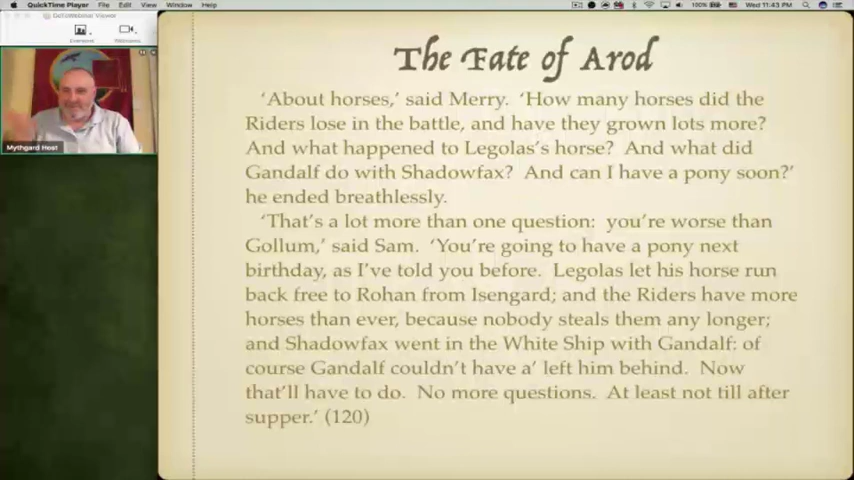 QuickTime Player File Edit View Window Help
100% Wed 11:43 PM
GoToWebinar Viewer
Mythgard Host
The Fate of Arod
‘About horses,’ said Merry. ‘How many horses did the
Riders lose in the battle, and have they grown lots more?
And what happened to Legolas’s horse? And what did
Gandalf do with Shadowfax? And can I have a pony soon?’
he ended breathlessly.
‘That’s a lot more than one question: you’re worse than
Gollum,’ said Sam. ‘You’re going to have a pony next
birthday, as I’ve told you before. Legolas let his horse run
back free to Rohan from Isengard; and the Riders have more
horses than ever, because nobody steals them any longer;
and Shadowfax went in the White Ship with Gandalf: of
course Gandalf couldn’t have a’ left him behind. Now
that’ll have to do. No more questions. At least not till after
supper.’ (120)